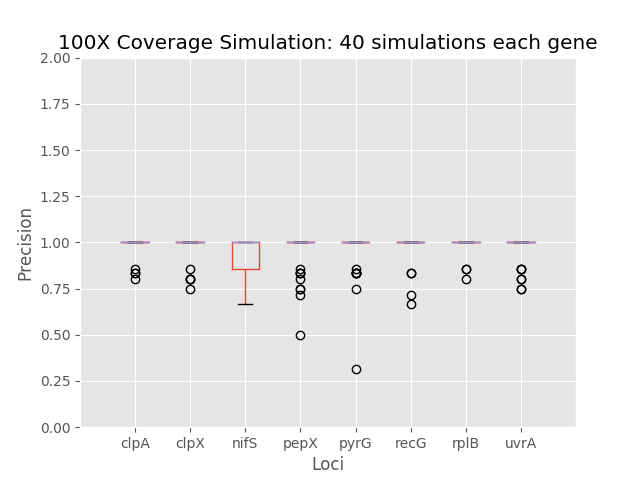 100X Coverage Simulation: 40 simulations each gene
2.00
1.75
1.50
1.25
1.00
0.75
0.50
0.25
0.00
Precision
clpA clpX nifS pepX pyrG recG rplB uvrA
Loci